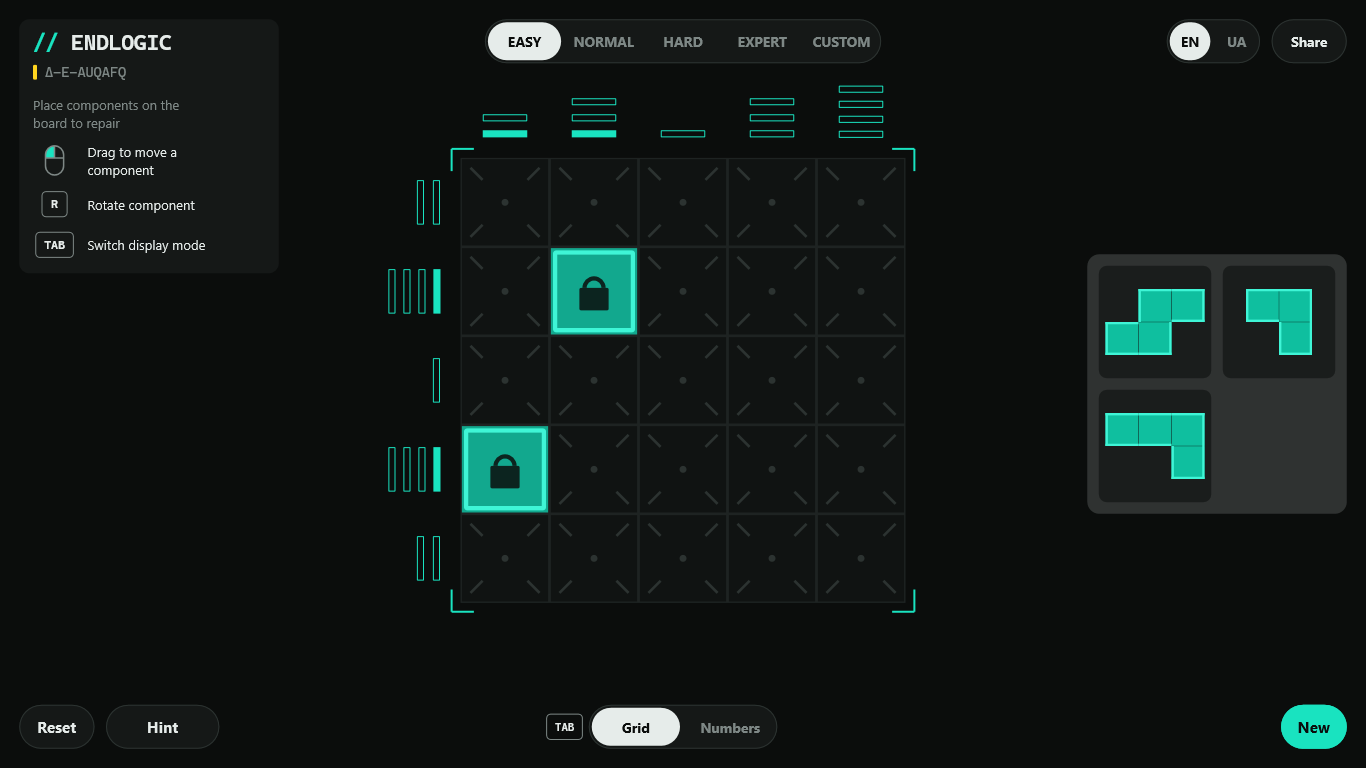 // ENDLOGIC
Δ–E–AUQAFQ
Place components on the
board to repair
Drag to move a
component
R Rotate component
TAB Switch display mode
EASY NORMAL HARD EXPERT CUSTOM
EN UA Share
Reset Hint
TAB Grid Numbers
New